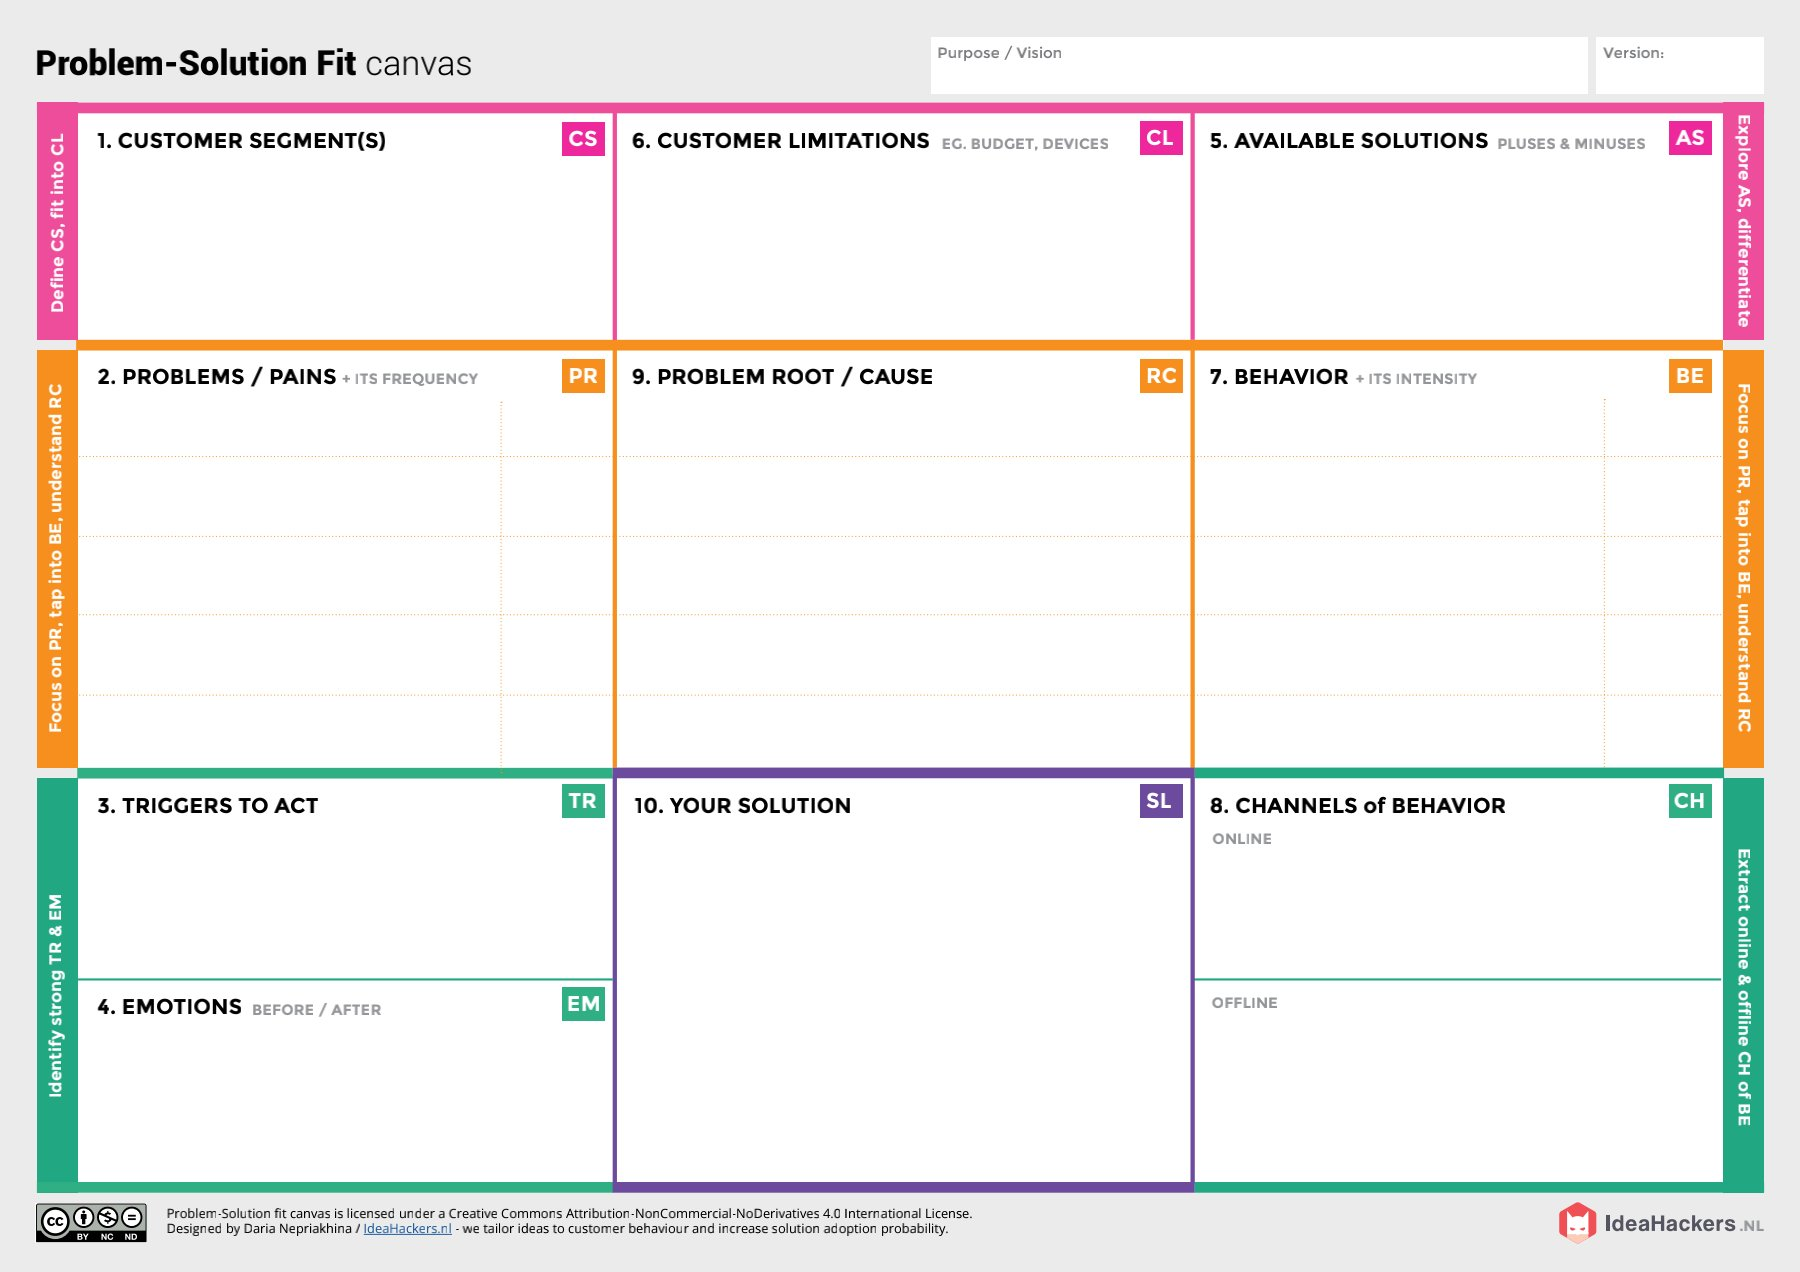 Problem-Solution Fit canvas
Purpose / Vision
Version:
Define CS, fit into CL
1. CUSTOMER SEGMENT(S)
CS
6. CUSTOMER LIMITATIONS EG. BUDGET, DEVICES
CL
5. AVAILABLE SOLUTIONS PLUSES & MINUSES
AS
Explore AS, differentiate
Focus on PR, tap into BE, understand RC
2. PROBLEMS / PAINS + ITS FREQUENCY
PR
9. PROBLEM ROOT / CAUSE
RC
7. BEHAVIOR + ITS INTENSITY
BE
Focus on PR, tap into BE, understand RC
Identify strong TR & EM
3. TRIGGERS TO ACT
TR
4. EMOTIONS BEFORE / AFTER
EM
10. YOUR SOLUTION
SL
8. CHANNELS of BEHAVIOR
CH
ONLINE
OFFLINE
Extract online & offline CH of BE
cc
BY NC ND
Problem-Solution fit canvas is licensed under a Creative Commons Attribution-NonCommercial-NoDerivatives 4.0 International License.
Designed by Daria Nepriakhina / IdeaHackers.nl - we tailor ideas to customer behaviour and increase solution adoption probability.
IdeaHackers.NL